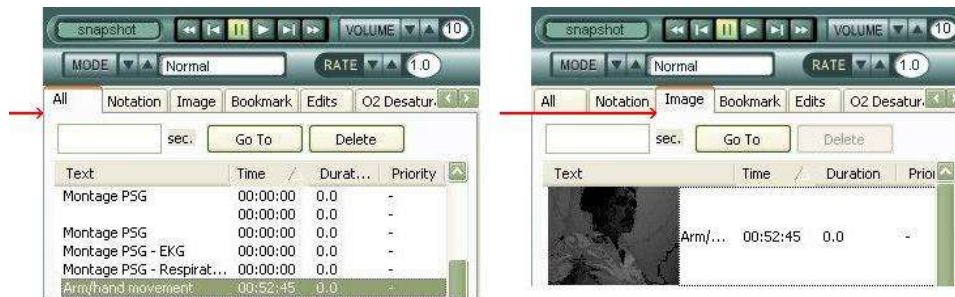 snapshot VOLUME 10
MODE Normal RATE 1.0
All Notation Image Bookmark Edits O2 Desatur.
sec. Go To Delete
Text Time Durat... Priority
Montage PSG 00:00:00 0.0 -
00:00:00 0.0 -
Montage PSG 00:00:00 0.0 -
Montage PSG - EKG 00:00:00 0.0 -
Montage PSG - Respirat... 00:00:00 0.0 -
Arm/hand movement 00:52:45 0.0
snapshot VOLUME 10
MODE Normal RATE 1.0
All Notation Image Bookmark Edits O2 Desatur.
sec. Go To Delete
Text Time Duration Prior
Arm/... 00:52:45 0.0 -